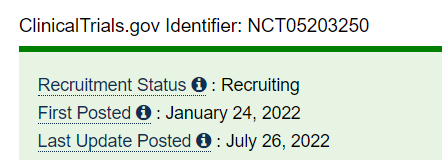 ClinicalTrials.gov Identifier: NCT05203250
Recruitment Status : Recruiting
First Posted : January 24, 2022
Last Update Posted : July 26, 2022